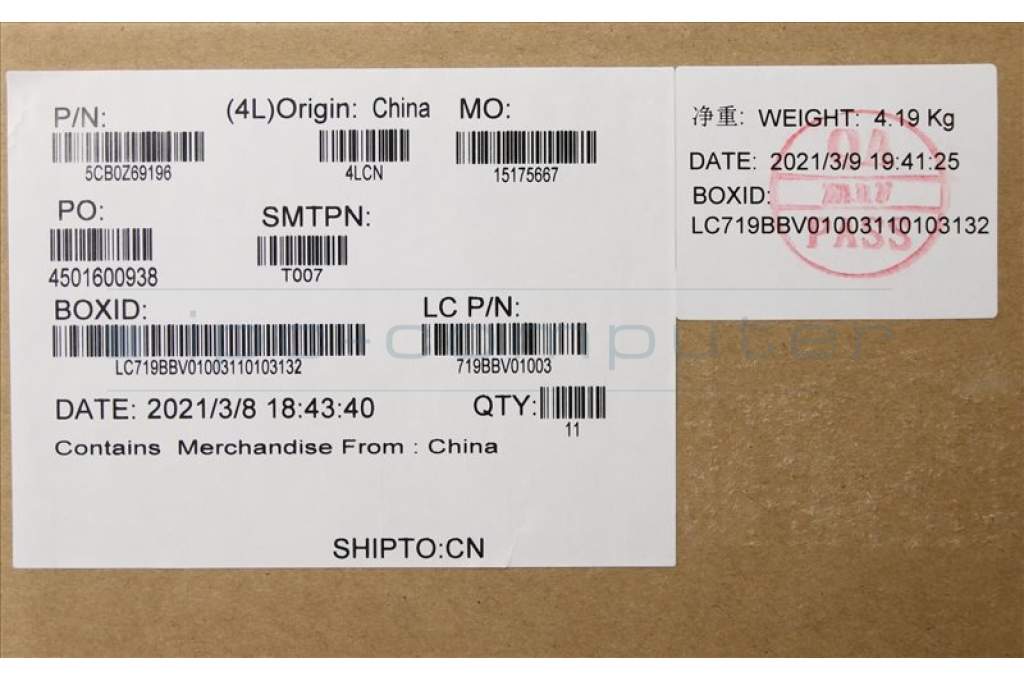 P/N:
5CB0Z69196
(4L)Origin: China
4LCN
MO:
15175667
PO:
4501600938
SMTPN:
T007
BOXID:
LC719BBV01003110103132
LC P/N:
719BBV01003
DATE: 2021/3/8 18:43:40
QTY:
11
Contains Merchandise From : China
SHIPTO:CN
净重: WEIGHT: 4.19 Kg
DATE: 2021/3/9 19:41:25
BOXID:
LC719BBV01003110103132
PASS